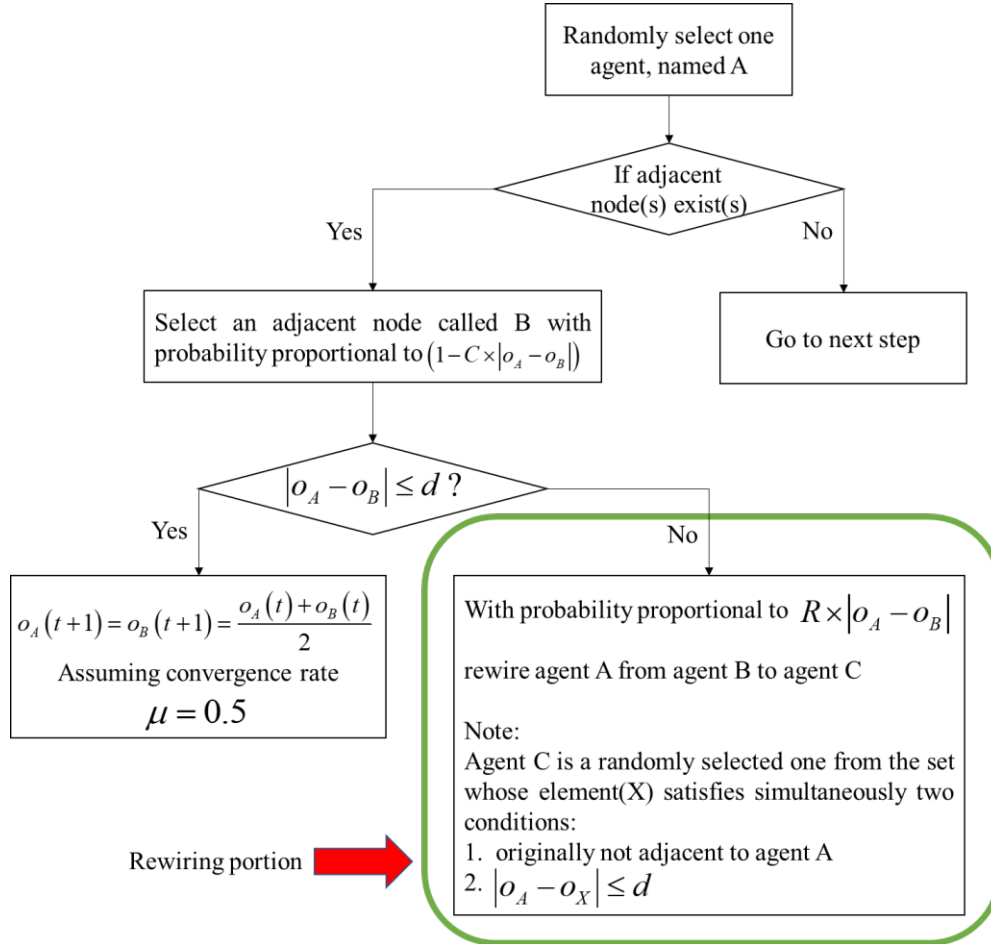 Randomly select one
agent, named A
If adjacent
node(s) exist(s)
Yes
No
Select an adjacent node called B with
probability proportional to (1−C×|o_A−o_B|)
Go to next step
|o_A − o_B| ≤ d ?
Yes
No
o_A(t+1) = o_B(t+1) = (o_A(t)+o_B(t))/2
Assuming convergence rate
μ = 0.5
With probability proportional to R×|o_A − o_B|
rewire agent A from agent B to agent C
Note:
Agent C is a randomly selected one from the set
whose element(X) satisfies simultaneously two
conditions:
1. originally not adjacent to agent A
2. |o_A − o_X| ≤ d
Rewiring portion